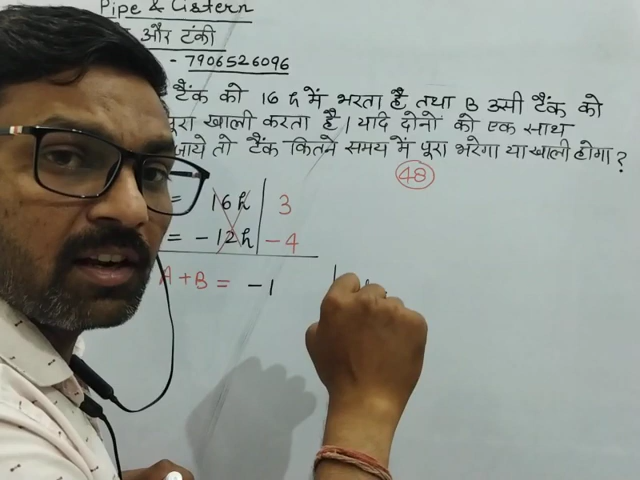 Pipe & Cistern
और टंकी
- 7906526096
टैंक को 16 h में भरता है तथा B उसी टैंक को
पूरा खाली करता है । यदि दोनों को एक साथ
जाये तो टैंक कितने समय में पूरा भरेगा या खाली होगा ?
48
= 16h | 3
= -12h | -4
A+B = -1